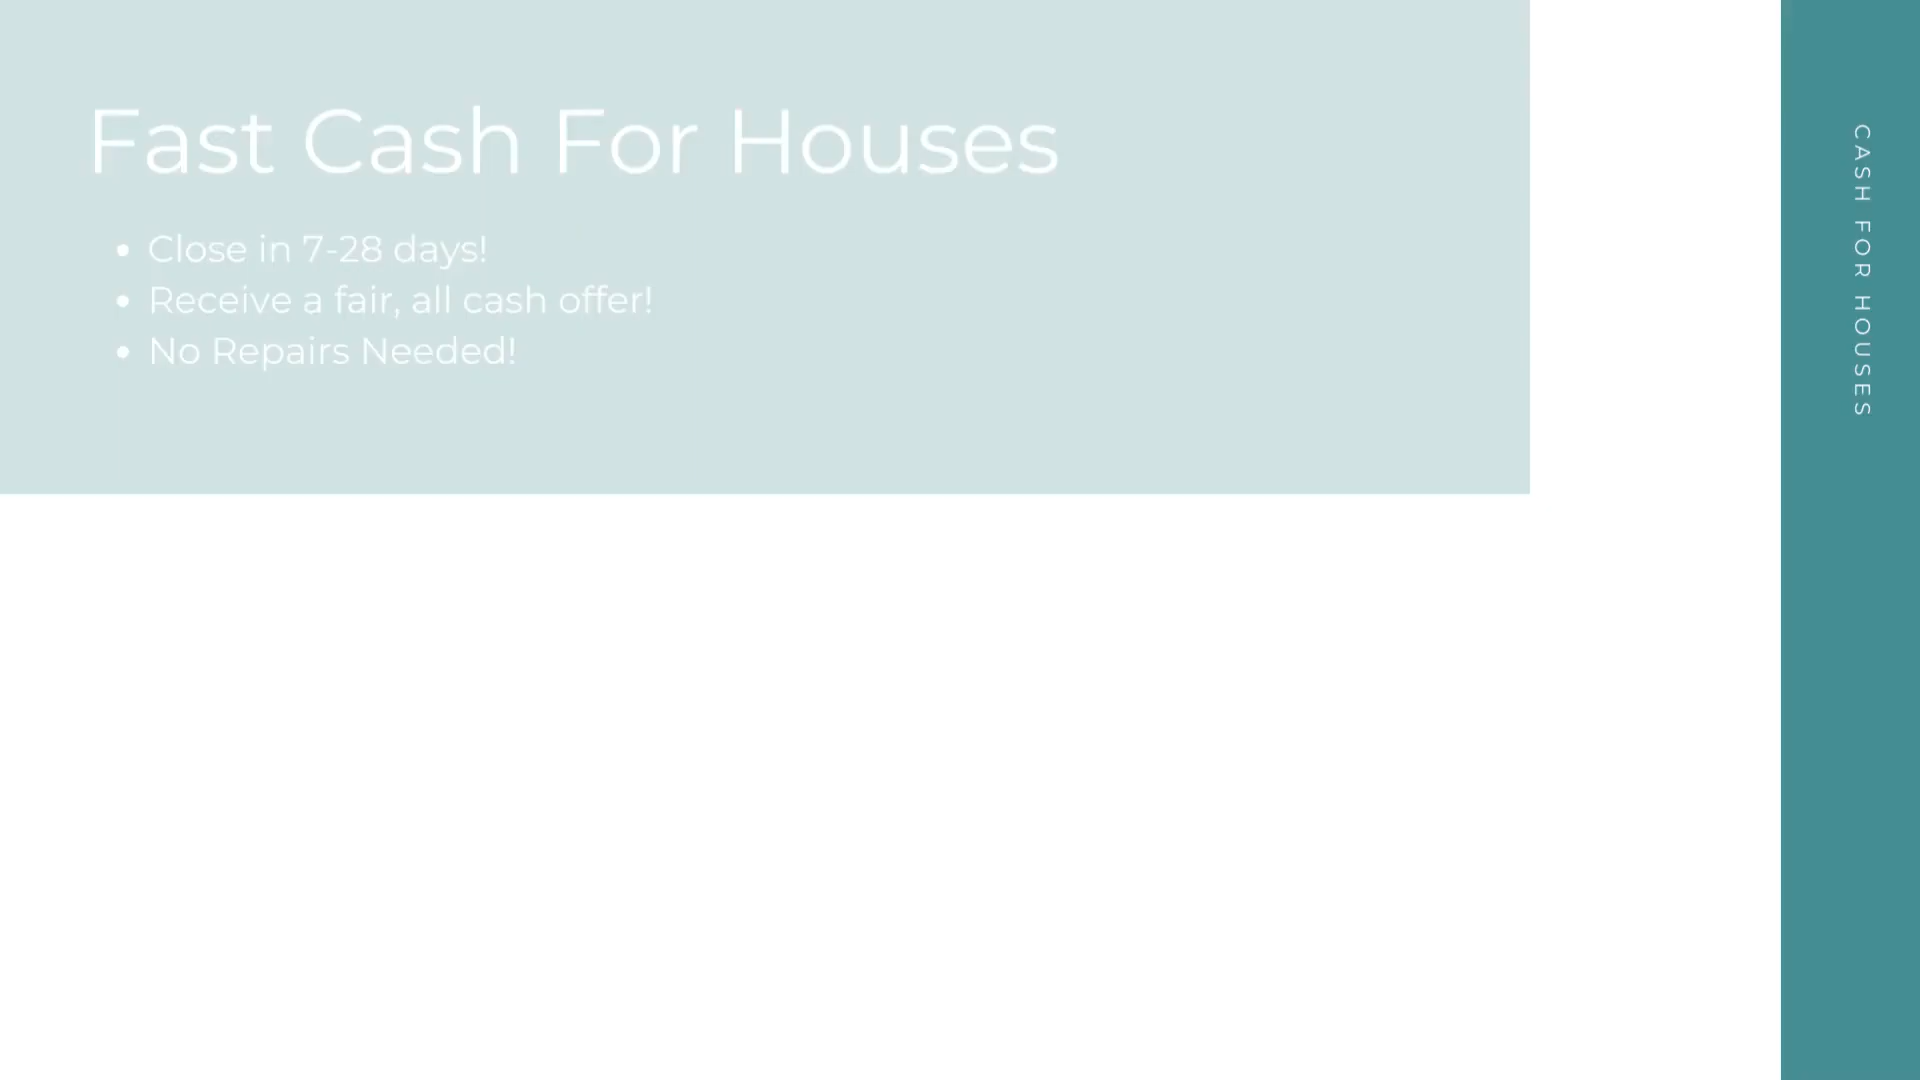 Fast Cash For Houses
• Close in 7-28 days!
• Receive a fair, all cash offer!
• No Repairs Needed!
CASH FOR HOUSES